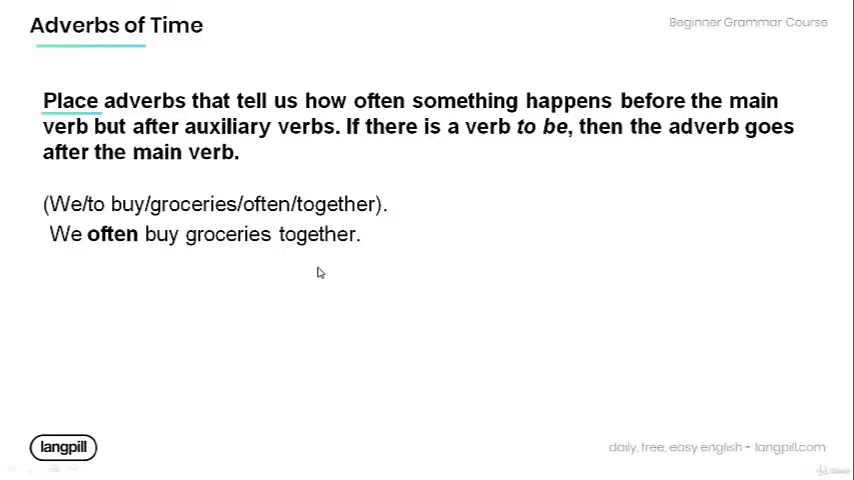 Adverbs of Time
Beginner Grammar Course
Place adverbs that tell us how often something happens before the main
verb but after auxiliary verbs. If there is a verb to be, then the adverb goes
after the main verb.
(We/to buy/groceries/often/together).
We often buy groceries together.
langpill
daily, free, easy english - langpill.com